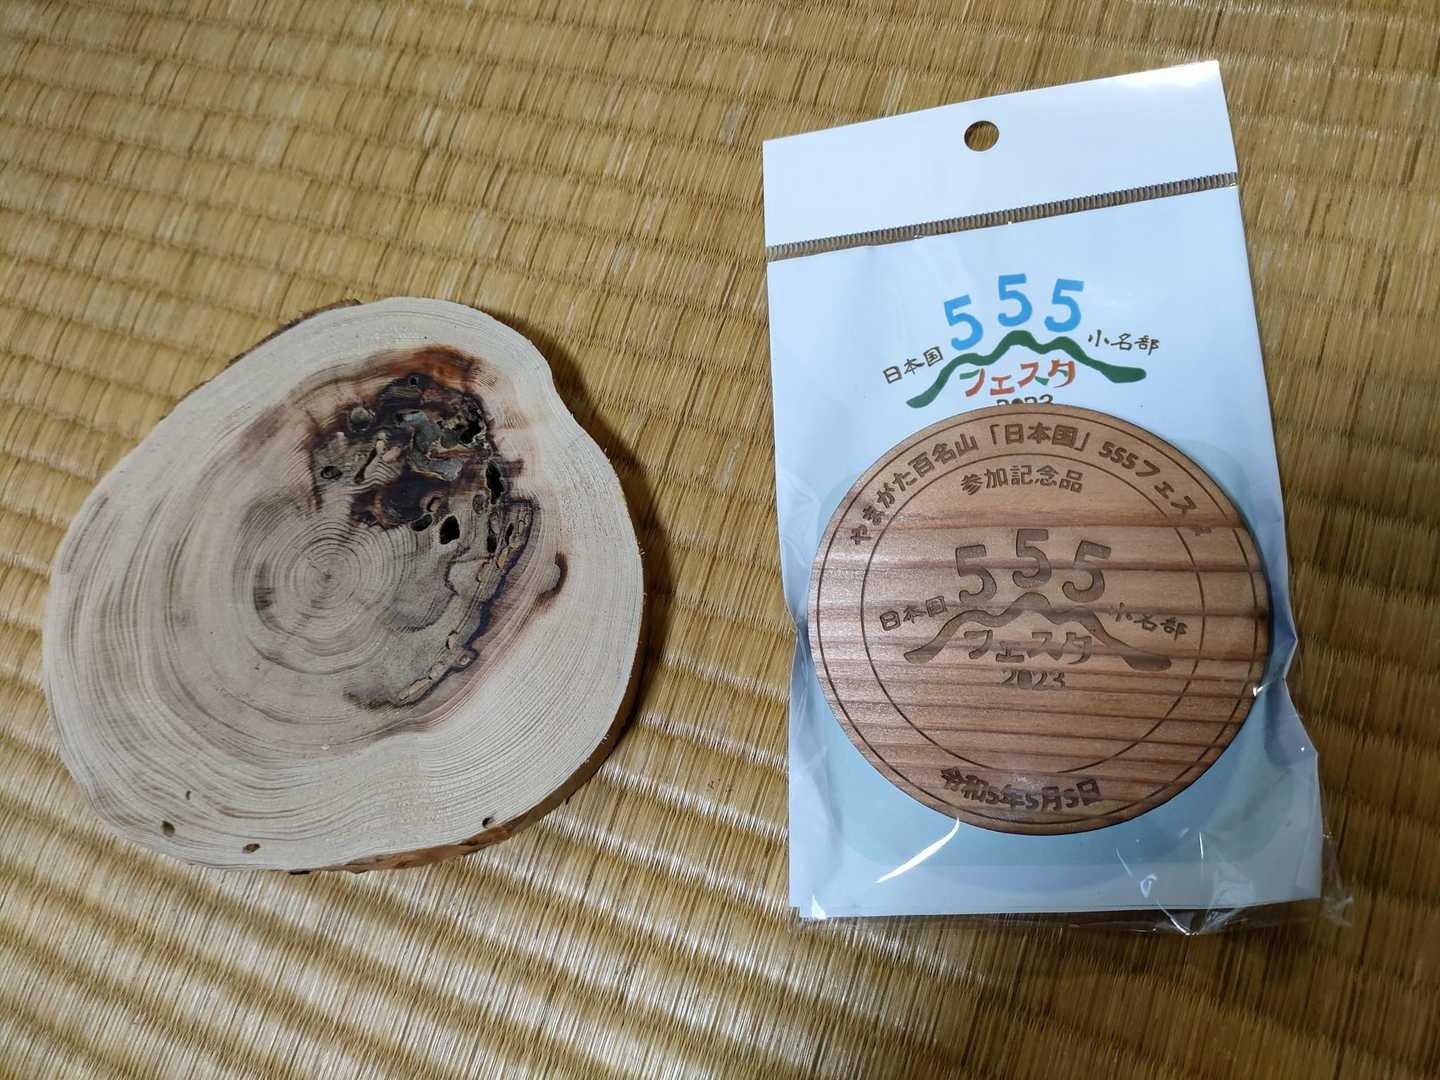 555
日本国 小名部
フェスタ
2023
やまがた百名山「日本国」555フェスタ
参加記念品
555
日本国 小名部
フェスタ
2023
令和5年5月5日